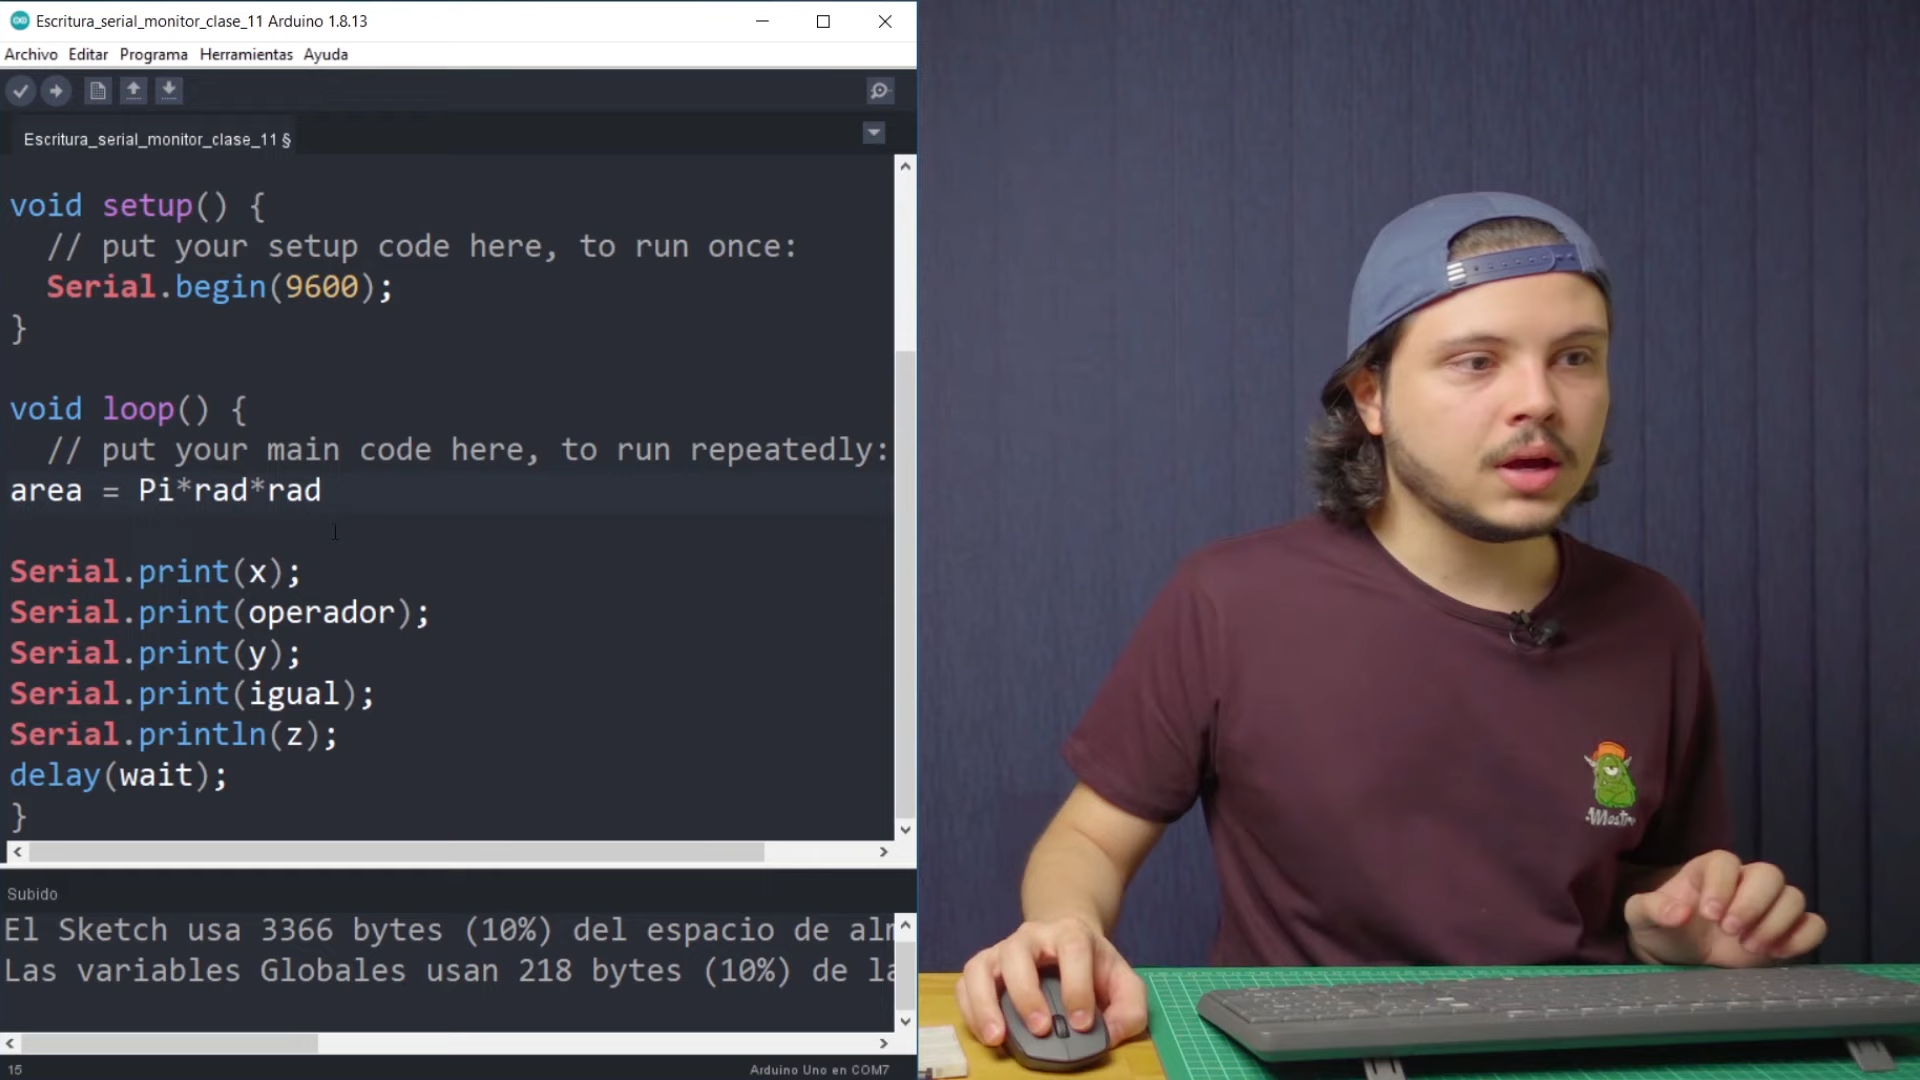 Escritura_serial_monitor_clase_11 Arduino 1.8.13
Archivo Editar Programa Herramientas Ayuda
Escritura_serial_monitor_clase_11 §
void setup() {
// put your setup code here, to run once:
Serial.begin(9600);
}
void loop() {
// put your main code here, to run repeatedly:
area = Pi*rad*rad
Serial.print(x);
Serial.print(operador);
Serial.print(y);
Serial.print(igual);
Serial.println(z);
delay(wait);
}
Subido
El Sketch usa 3366 bytes (10%) del espacio de
Las variables Globales usan 218 bytes (10%) de
15
Arduino Uno en COM7